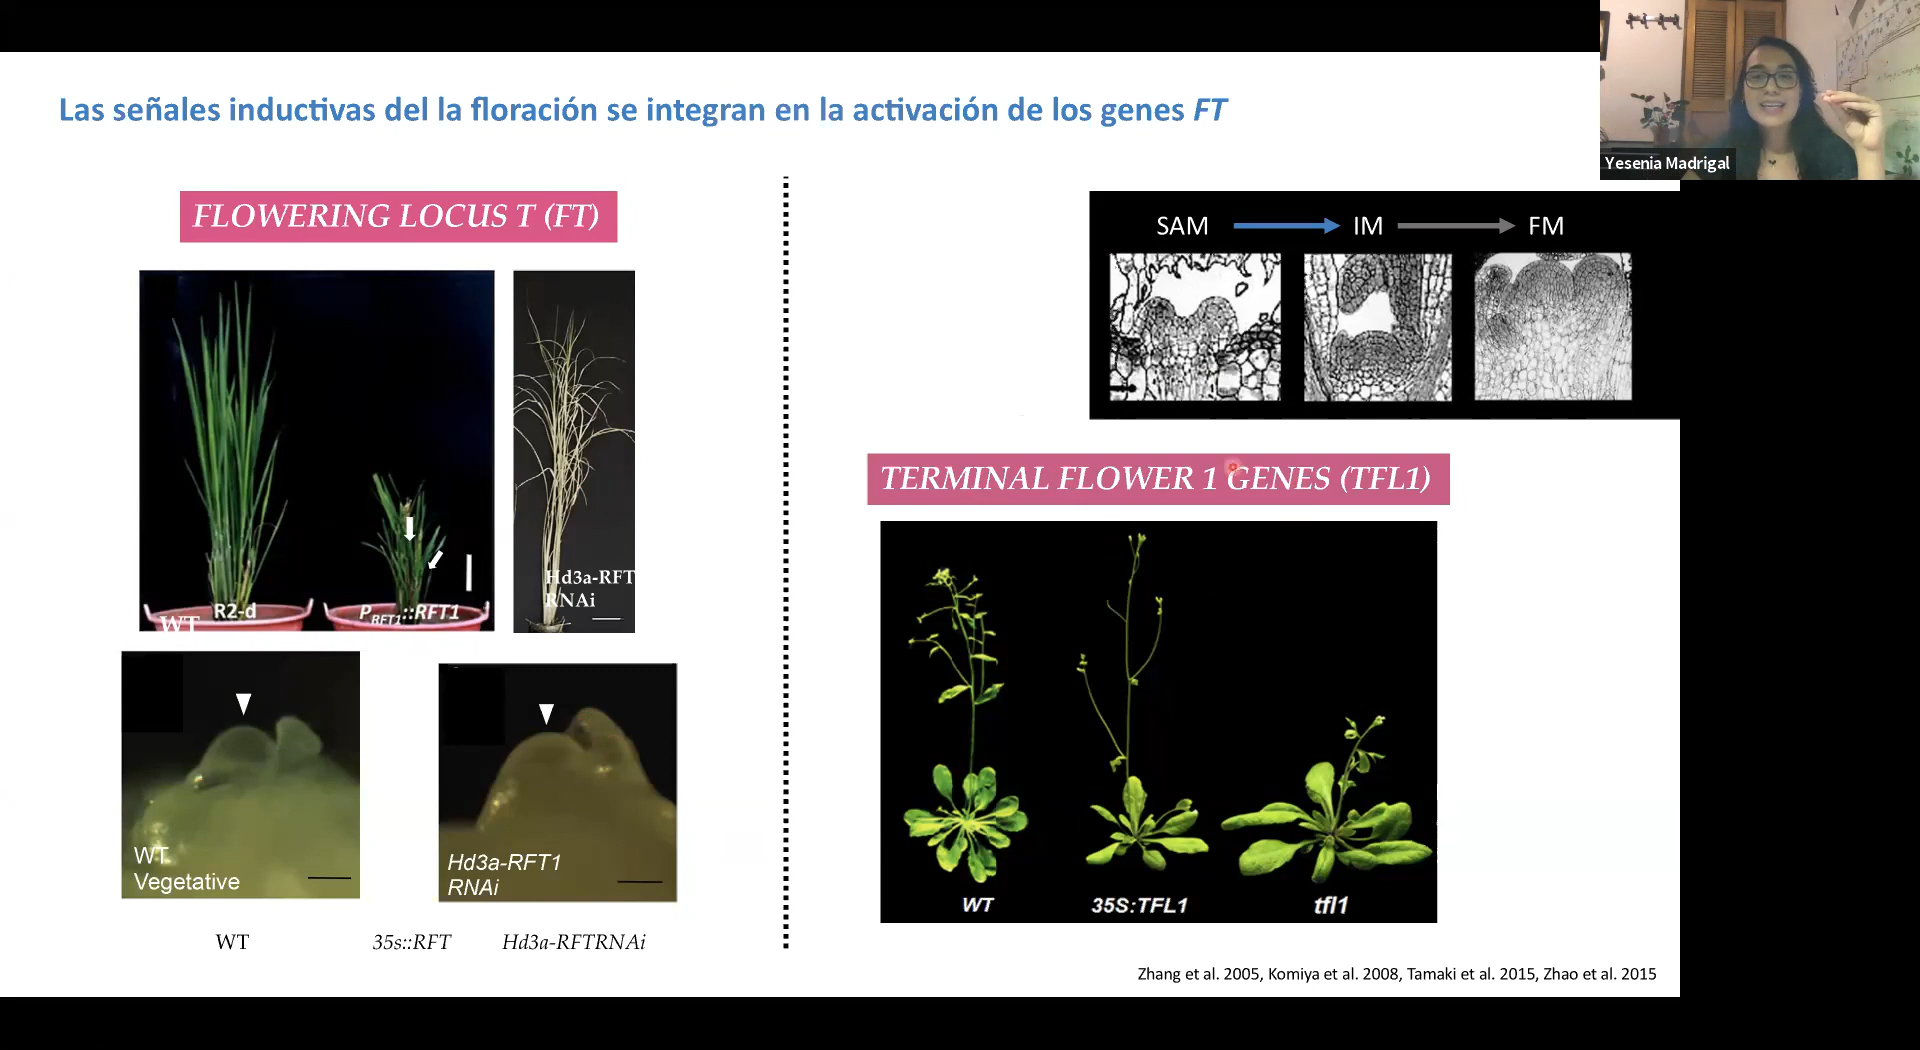 Las señales inductivas del la floración se integran en la activación de los genes FT
Yesenia Madrigal
FLOWERING LOCUS T (FT)
SAM
IM
FM
R2-d
WT
PRFT1::RFT1
Hd3a-RFT
RNAi
TERMINAL FLOWER 1 GENES (TFL1)
WT
Vegetative
Hd3a-RFT1
RNAi
WT
35S:TFL1
tfl1
WT
35s::RFT
Hd3a-RFTRNAi
Zhang et al. 2005, Komiya et al. 2008, Tamaki et al. 2015, Zhao et al. 2015